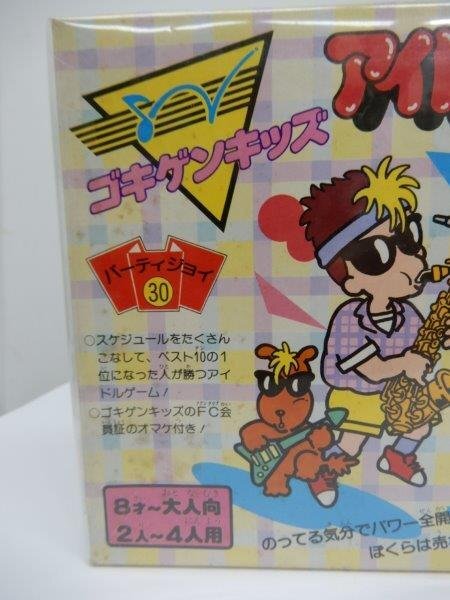 アイ
ゴキゲンキッズ
パーティジョイ
30
○スケジュールをたくさん
こなして、ベスト10の1
位になった人が勝つアイ
ドルゲーム!
○ゴキゲンキッズのFC会
員証のオマケ付き!
8才〜大人向
2人〜4人用
のってる気分でパワー全開
ぼくらは売